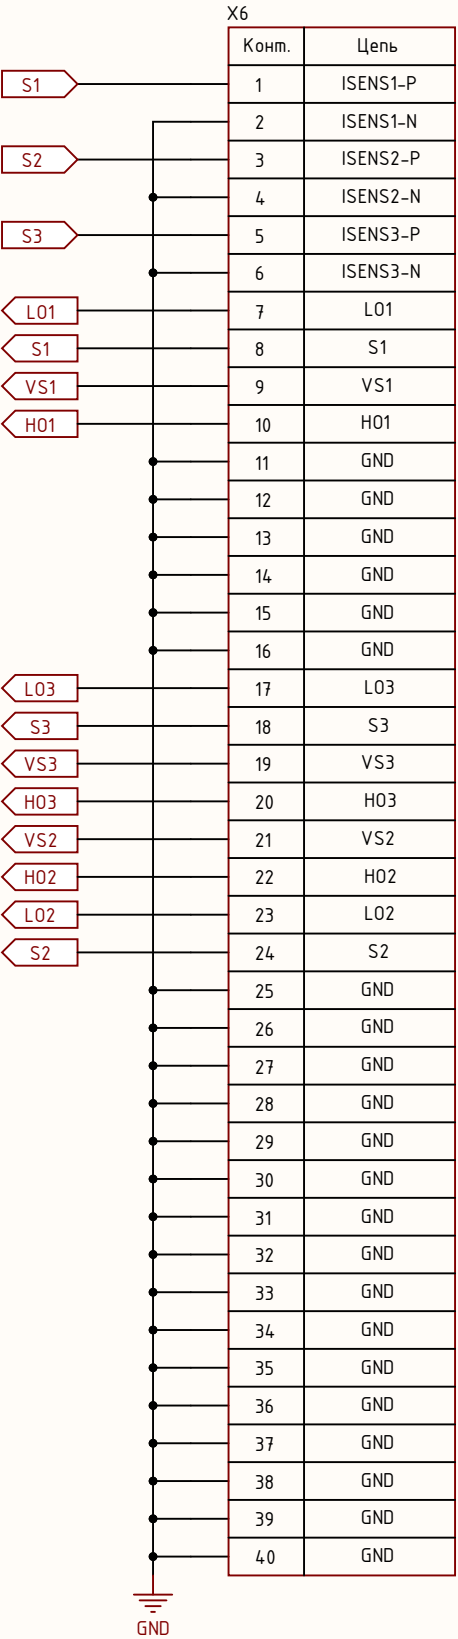 X6
Конт. Цепь
S1 1 ISENS1-P
2 ISENS1-N
S2 3 ISENS2-P
4 ISENS2-N
S3 5 ISENS3-P
6 ISENS3-N
LO1 7 LO1
S1 8 S1
VS1 9 VS1
HO1 10 HO1
11 GND
12 GND
13 GND
14 GND
15 GND
16 GND
LO3 17 LO3
S3 18 S3
VS3 19 VS3
HO3 20 HO3
VS2 21 VS2
HO2 22 HO2
LO2 23 LO2
S2 24 S2
25 GND
26 GND
27 GND
28 GND
29 GND
30 GND
31 GND
32 GND
33 GND
34 GND
35 GND
36 GND
37 GND
38 GND
39 GND
40 GND
GND